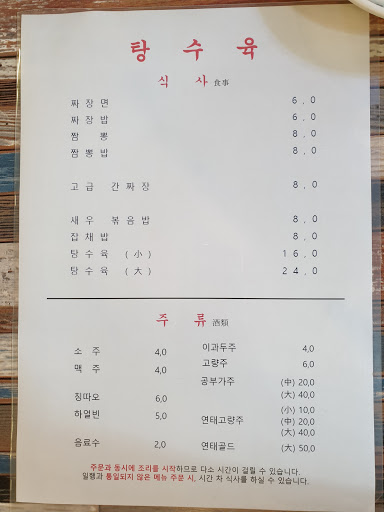 탕 수 육
식 사 食事
짜 장 면 6 , 0
짜 장 밥 6 , 0
짬 뽕 8 , 0
짬 뽕 밥 8 , 0
고 급 간 짜 장 8 , 0
새 우 볶 음 밥 8 , 0
잡 채 밥 8 , 0
탕 수 육 ( 小 ) 1 6 , 0
탕 수 육 ( 大 ) 2 4 , 0
주 류 酒類
소 주 4,0
맥 주 4,0
칭따오 6,0
하얼빈 5,0
음료수 2,0
이과두주 4,0
고량주 6,0
공부가주 (中) 20,0
(大) 40,0
(小) 10,0
연태고량주 (中) 20,0
(大) 40,0
연태골드 (大) 50,0
주문과 동시에 조리를 시작하므로 다소 시간이 걸릴 수 있습니다.
일행과 통일되지 않은 메뉴 주문 시, 시간 차 식사를 하실 수 있습니다.